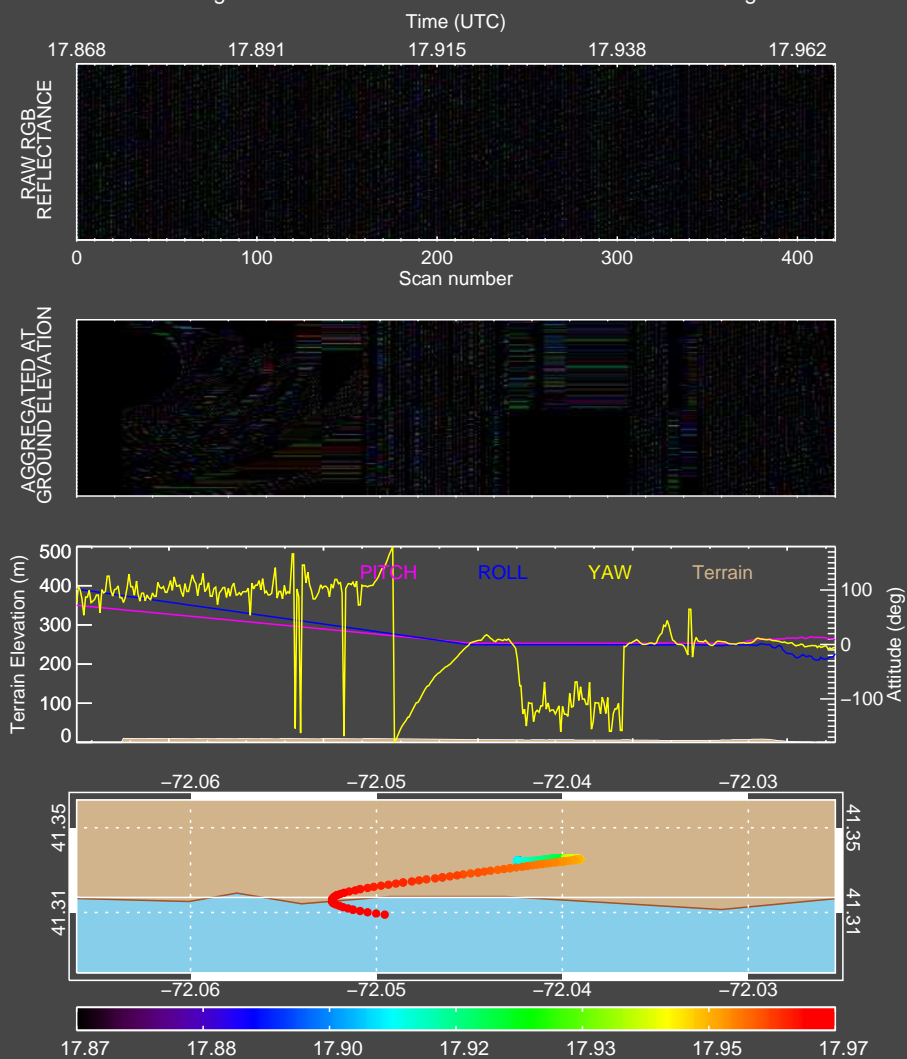 Time (UTC)
17.868 17.891 17.915 17.938 17.962
RAW RGB
REFLECTANCE
0 100 200 300 400
Scan number
AGGREGATED AT
GROUND ELEVATION
Terrain Elevation (m)
500
400
300
200
100
0
PITCH ROLL YAW Terrain
100
0
−100
Attitude (deg)
−72.06 −72.05 −72.04 −72.03
41.35 41.35
41.31 41.31
−72.06 −72.05 −72.04 −72.03
17.87 17.88 17.90 17.92 17.93 17.95 17.97